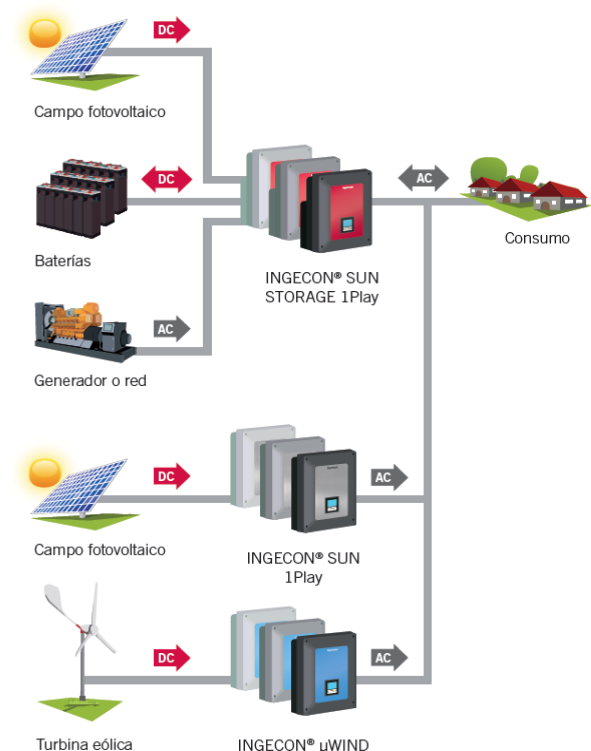 DC
Campo fotovoltaico
DC
AC
Baterías
Consumo
INGECON® SUN
STORAGE 1Play
AC
Generador o red
DC
AC
Campo fotovoltaico
INGECON® SUN
1Play
DC
AC
Turbina eólica
INGECON® µWIND